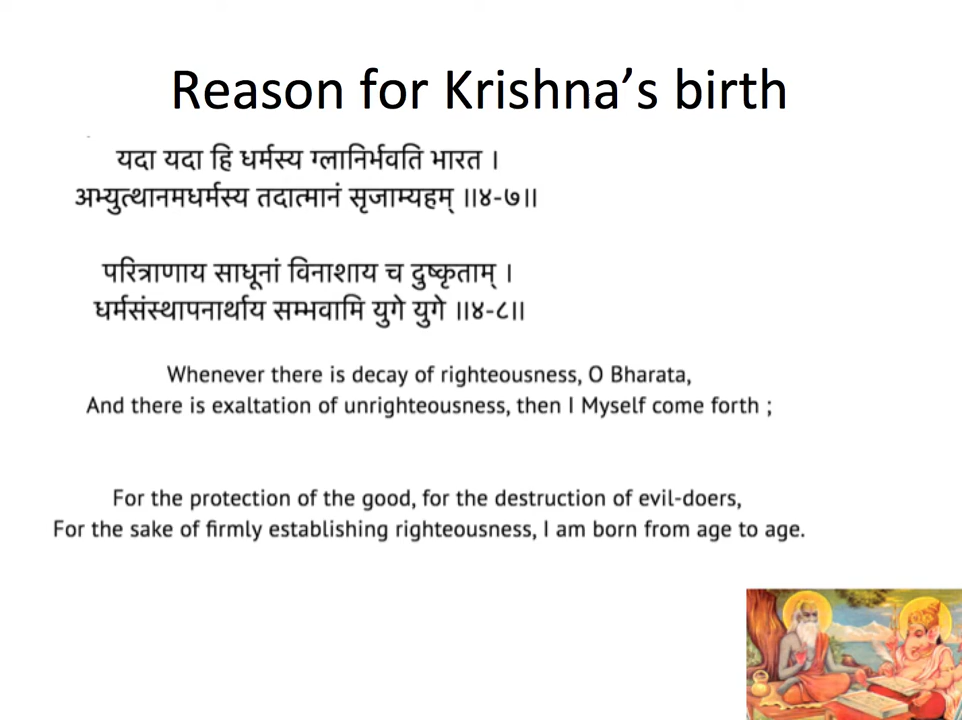 Reason for Krishna’s birth
यदा यदा हि धर्मस्य ग्लानिर्भवति भारत ।
अभ्युत्थानमधर्मस्य तदात्मानं सृजाम्यहम् ॥४-७॥
परित्राणाय साधूनां विनाशाय च दुष्कृताम् ।
धर्मसंस्थापनार्थाय सम्भवामि युगे युगे ॥४-८॥
Whenever there is decay of righteousness, O Bharata,
And there is exaltation of unrighteousness, then I Myself come forth ;
For the protection of the good, for the destruction of evil-doers,
For the sake of firmly establishing righteousness, I am born from age to age.